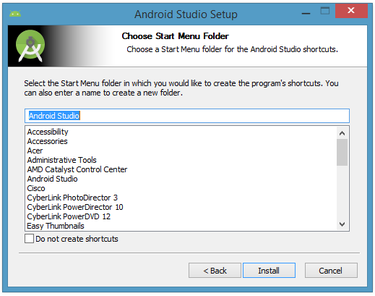 Android Studio Setup
Choose Start Menu Folder
Choose a Start Menu folder for the Android Studio shortcuts.
Select the Start Menu folder in which you would like to create the program's shortcuts. You
can also enter a name to create a new folder.
Android Studio
Accessibility
Accessories
Acer
Administrative Tools
AMD Catalyst Control Center
Android Studio
Cisco
CyberLink PhotoDirector 3
CyberLink PowerDirector 10
CyberLink PowerDVD 12
Easy Thumbnails
Do not create shortcuts
< Back
Install
Cancel